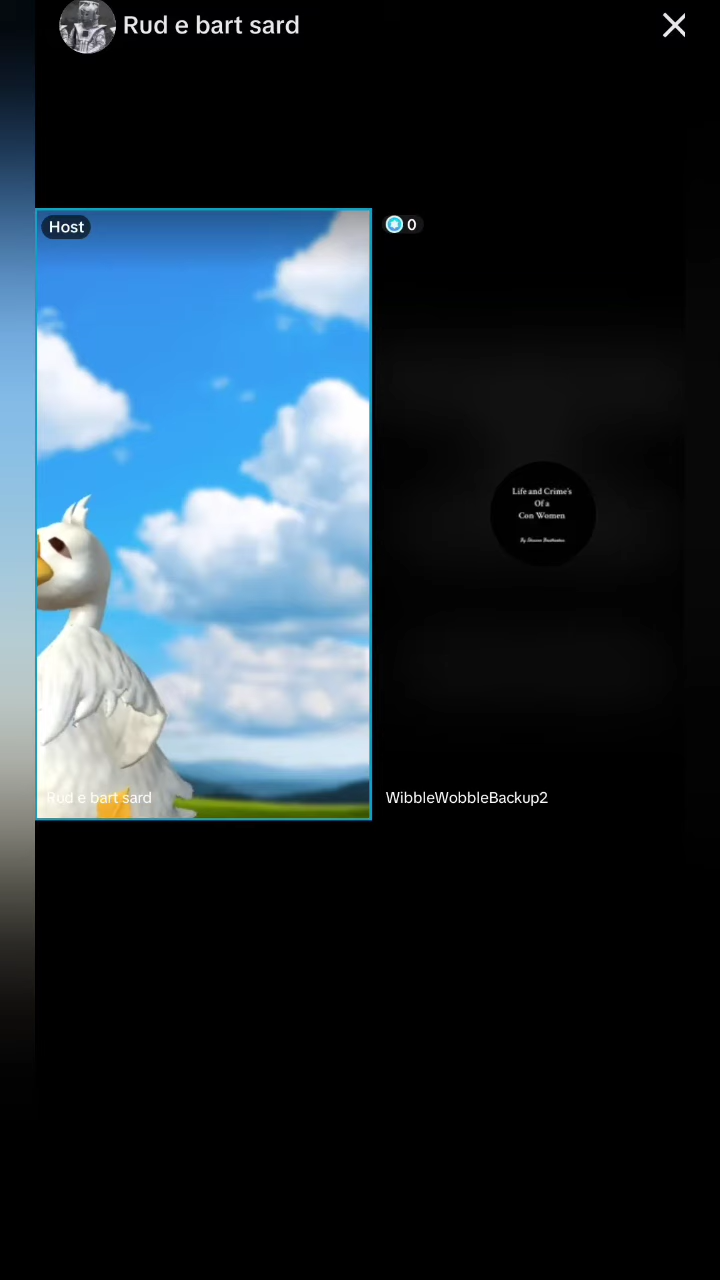 Rud e bart sard
Host
0
Life and Crime's
Of a
Con Women
Rud e bart sard
WibbleWobbleBackup2